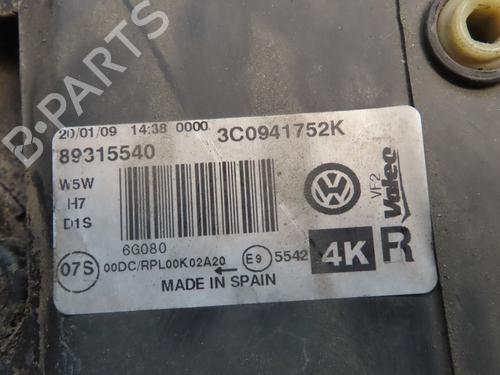 20/01/09 14:38 0000 3C0941752K
89315540
W5W
H7
D1S
6G080
07S 00DC/RPL00K02A20 E9 5542
MADE IN SPAIN
VF2
Valeo
4K R
B-PARTS